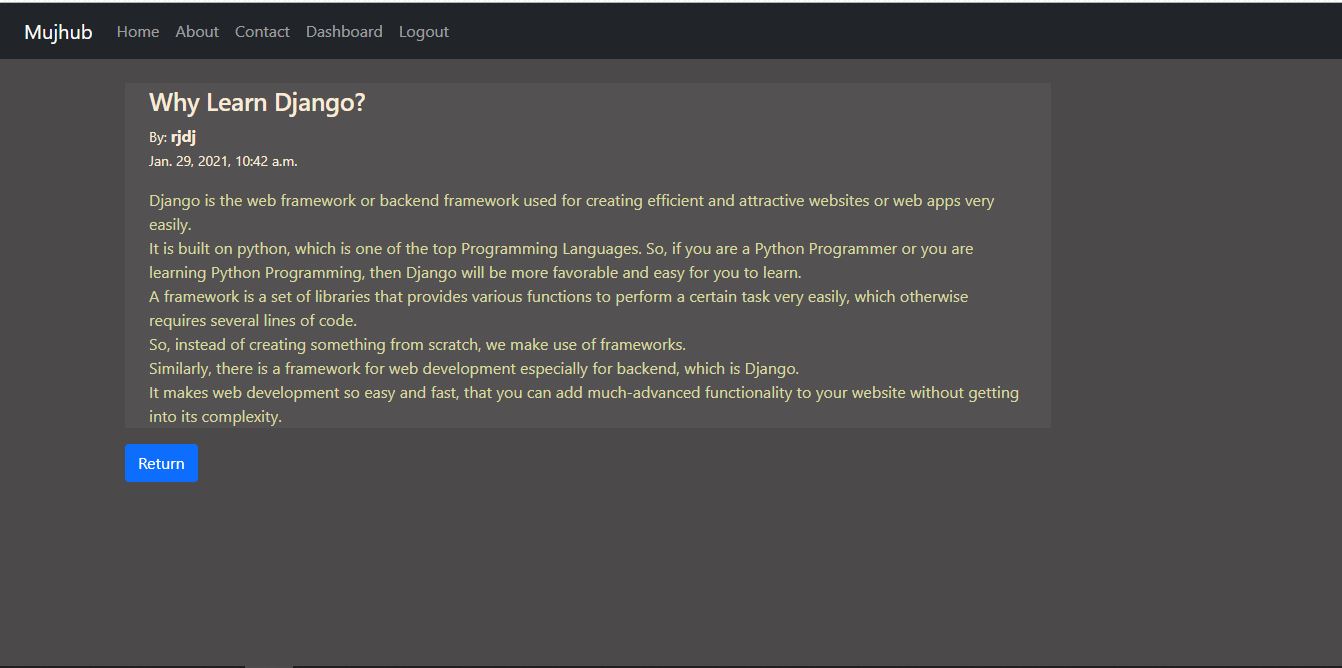 Mujhub Home About Contact Dashboard Logout
Why Learn Django?
By: rjdj
Jan. 29, 2021, 10:42 a.m.
Django is the web framework or backend framework used for creating efficient and attractive websites or web apps very
easily.
It is built on python, which is one of the top Programming Languages. So, if you are a Python Programmer or you are
learning Python Programming, then Django will be more favorable and easy for you to learn.
A framework is a set of libraries that provides various functions to perform a certain task very easily, which otherwise
requires several lines of code.
So, instead of creating something from scratch, we make use of frameworks.
Similarly, there is a framework for web development especially for backend, which is Django.
It makes web development so easy and fast, that you can add much-advanced functionality to your website without getting
into its complexity.
Return